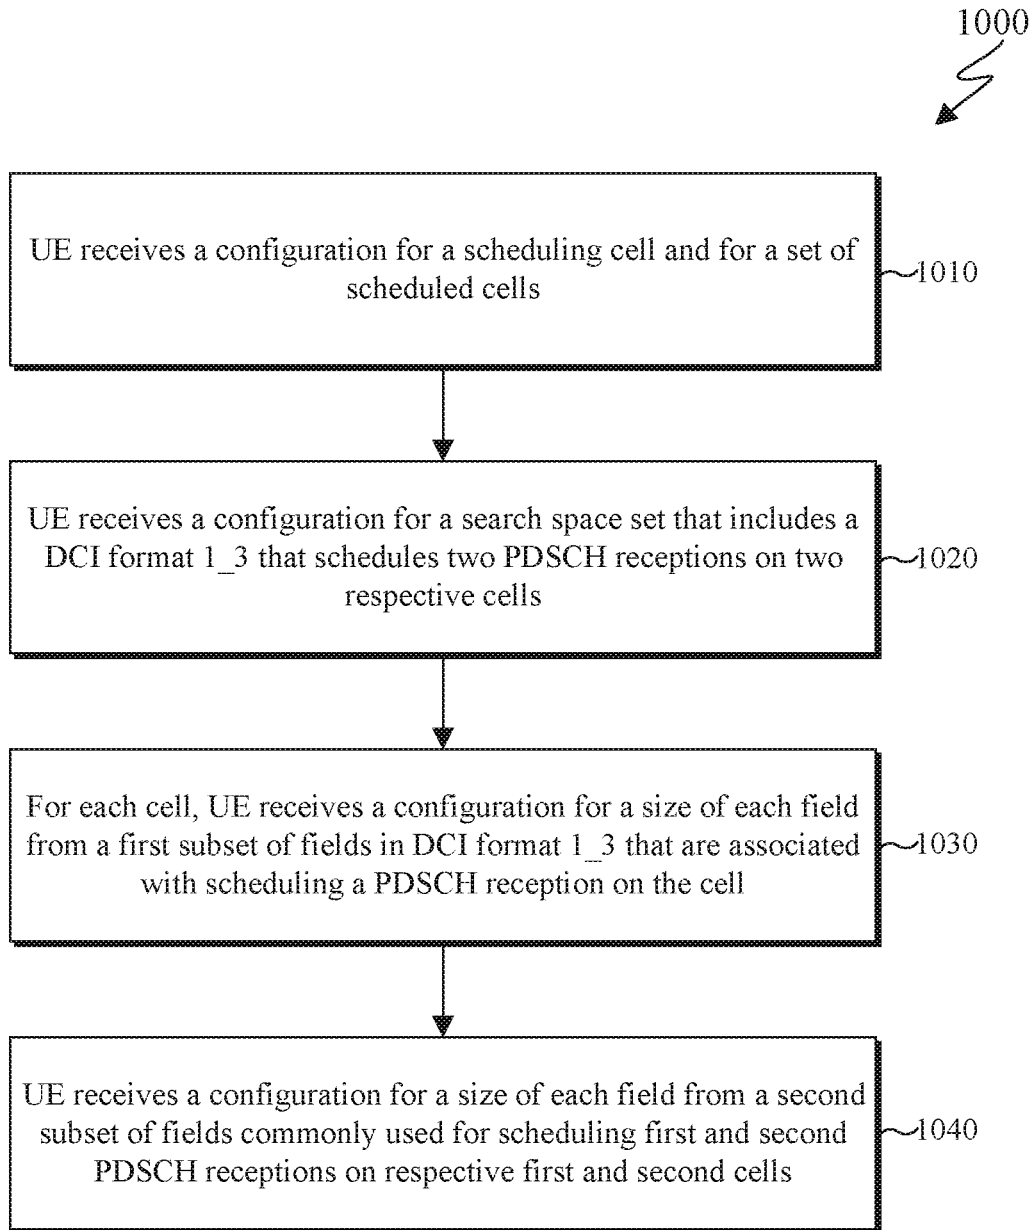 1000
UE receives a configuration for a scheduling cell and for a set of
scheduled cells
1010
UE receives a configuration for a search space set that includes a
DCI format 1_3 that schedules two PDSCH receptions on two
respective cells
1020
For each cell, UE receives a configuration for a size of each field
from a first subset of fields in DCI format 1_3 that are associated
with scheduling a PDSCH reception on the cell
1030
UE receives a configuration for a size of each field from a second
subset of fields commonly used for scheduling first and second
PDSCH receptions on respective first and second cells
1040